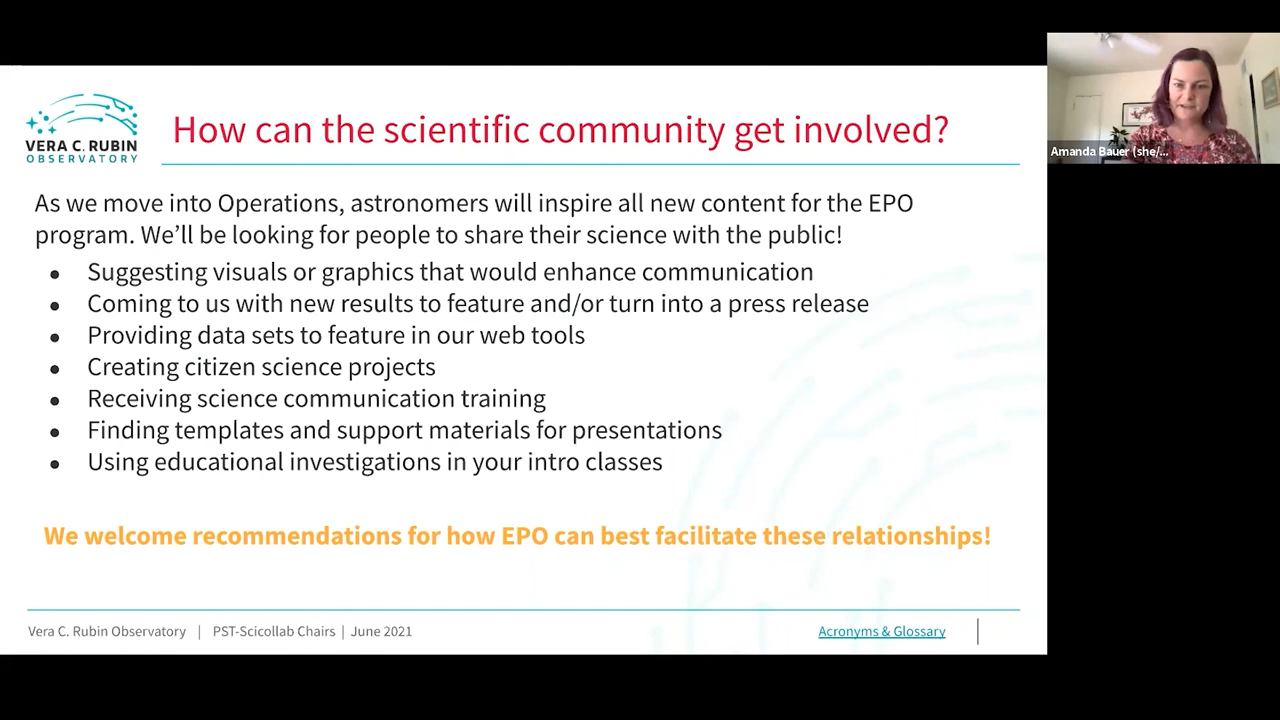 VERA C. RUBIN
OBSERVATORY
How can the scientific community get involved?
Amanda Bauer (she/...
As we move into Operations, astronomers will inspire all new content for the EPO
program. We’ll be looking for people to share their science with the public!
● Suggesting visuals or graphics that would enhance communication
● Coming to us with new results to feature and/or turn into a press release
● Providing data sets to feature in our web tools
● Creating citizen science projects
● Receiving science communication training
● Finding templates and support materials for presentations
● Using educational investigations in your intro classes
We welcome recommendations for how EPO can best facilitate these relationships!
Vera C. Rubin Observatory | PST-Scicollab Chairs | June 2021
Acronyms & Glossary